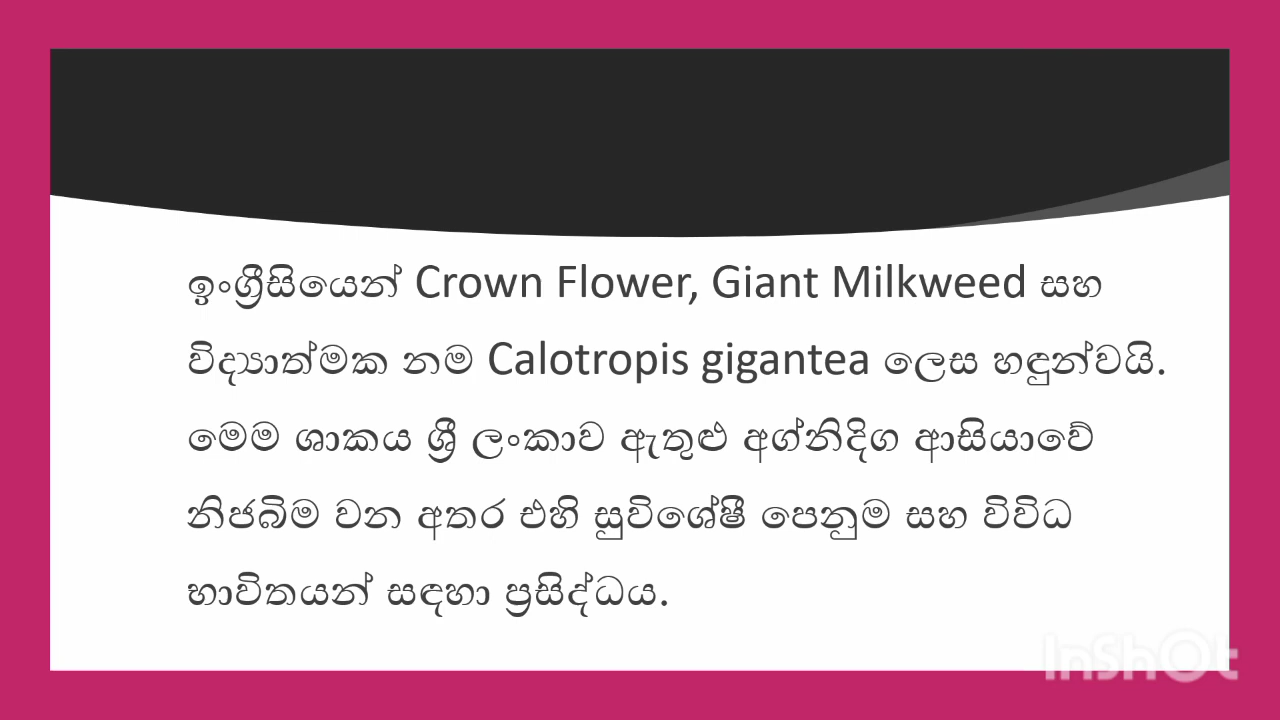 ඉංග්‍රීසියෙන් Crown Flower, Giant Milkweed සහ
විද්‍යාත්මක නම Calotropis gigantea ලෙස හඳුන්වයි.
මෙම ශාකය ශ්‍රී ලංකාව ඇතුළු අග්නිදිග ආසියාවේ
නිජබිම වන අතර එහි සුවිශේෂී පෙනුම සහ විවිධ
භාවිතයන් සඳහා ප්‍රසිද්ධය.
InShOt